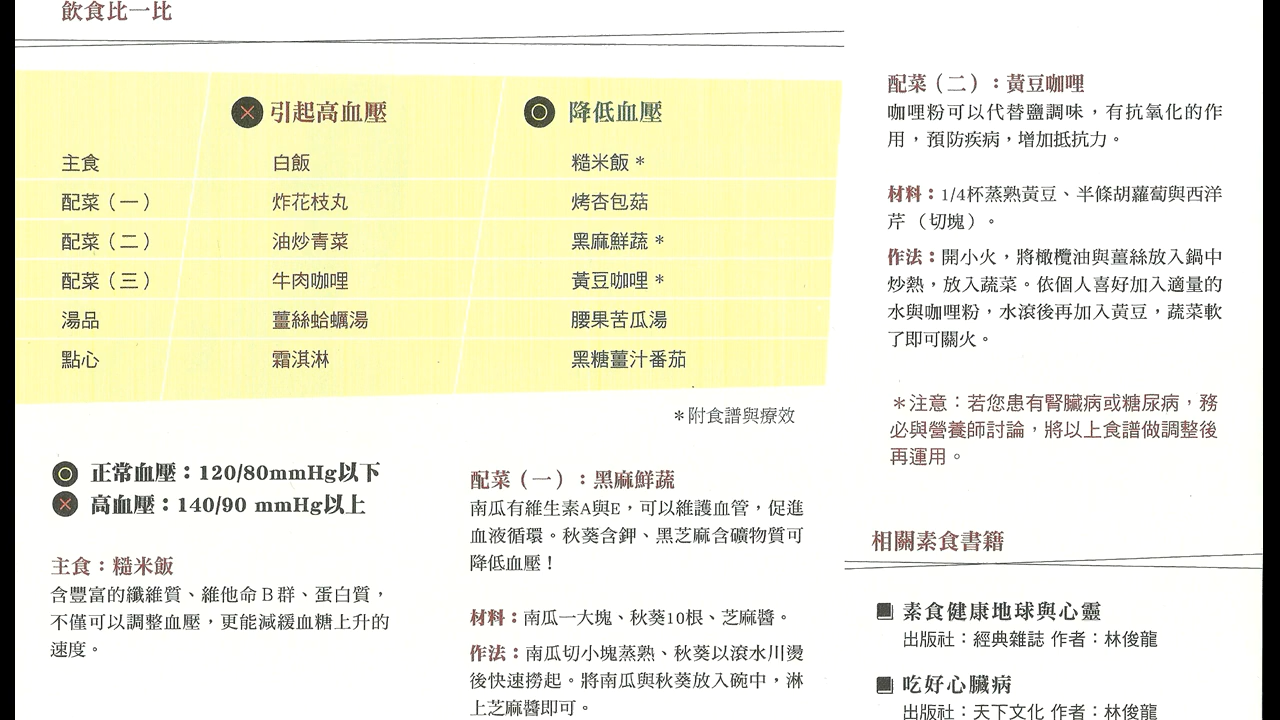 飲食比一比
引起高血壓 降低血壓
主食 白飯 糙米飯＊
配菜（一） 炸花枝丸 烤杏包菇
配菜（二） 油炒青菜 黑麻鮮蔬＊
配菜（三） 牛肉咖哩 黃豆咖哩＊
湯品 薑絲蛤蠣湯 腰果苦瓜湯
點心 霜淇淋 黑糖薑汁番茄
＊附食譜與療效
正常血壓：120/80mmHg以下
高血壓：140/90 mmHg以上
主食：糙米飯
含豐富的纖維質、維他命Ｂ群、蛋白質，
不僅可以調整血壓，更能減緩血糖上升的
速度。
配菜（一）：黑麻鮮蔬
南瓜有維生素A與E，可以維護血管，促進
血液循環。秋葵含鉀、黑芝麻含礦物質可
降低血壓！
材料：南瓜一大塊、秋葵10根、芝麻醬。
作法：南瓜切小塊蒸熟、秋葵以滾水川燙
後快速撈起。將南瓜與秋葵放入碗中，淋
上芝麻醬即可。
配菜（二）：黃豆咖哩
咖哩粉可以代替鹽調味，有抗氧化的作
用，預防疾病，增加抵抗力。
材料：1/4杯蒸熟黃豆、半條胡蘿蔔與西洋
芹（切塊）。
作法：開小火，將橄欖油與薑絲放入鍋中
炒熱，放入蔬菜。依個人喜好加入適量的
水與咖哩粉，水滾後再加入黃豆，蔬菜軟
了即可關火。
＊注意：若您患有腎臟病或糖尿病，務
必與營養師討論，將以上食譜做調整後
再運用。
相關素食書籍
素食健康地球與心靈
出版社：經典雜誌 作者：林俊龍
吃好心臟病
出版社：天下文化 作者：林俊龍